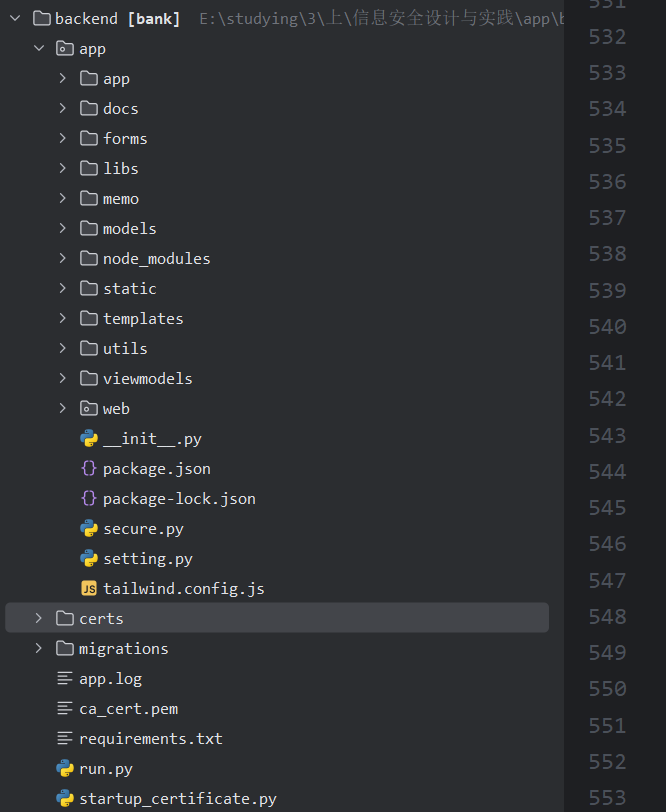 backend [bank] E:\studying\3\上\信息安全设计与实践\app\b
app
app
docs
forms
libs
memo
models
node_modules
static
templates
utils
viewmodels
web
__init__.py
package.json
package-lock.json
secure.py
setting.py
JS tailwind.config.js
certs
migrations
app.log
ca_cert.pem
requirements.txt
run.py
startup_certificate.py
531
532
533
534
535
536
537
538
539
540
541
542
543
544
545
546
547
548
549
550
551
552
553